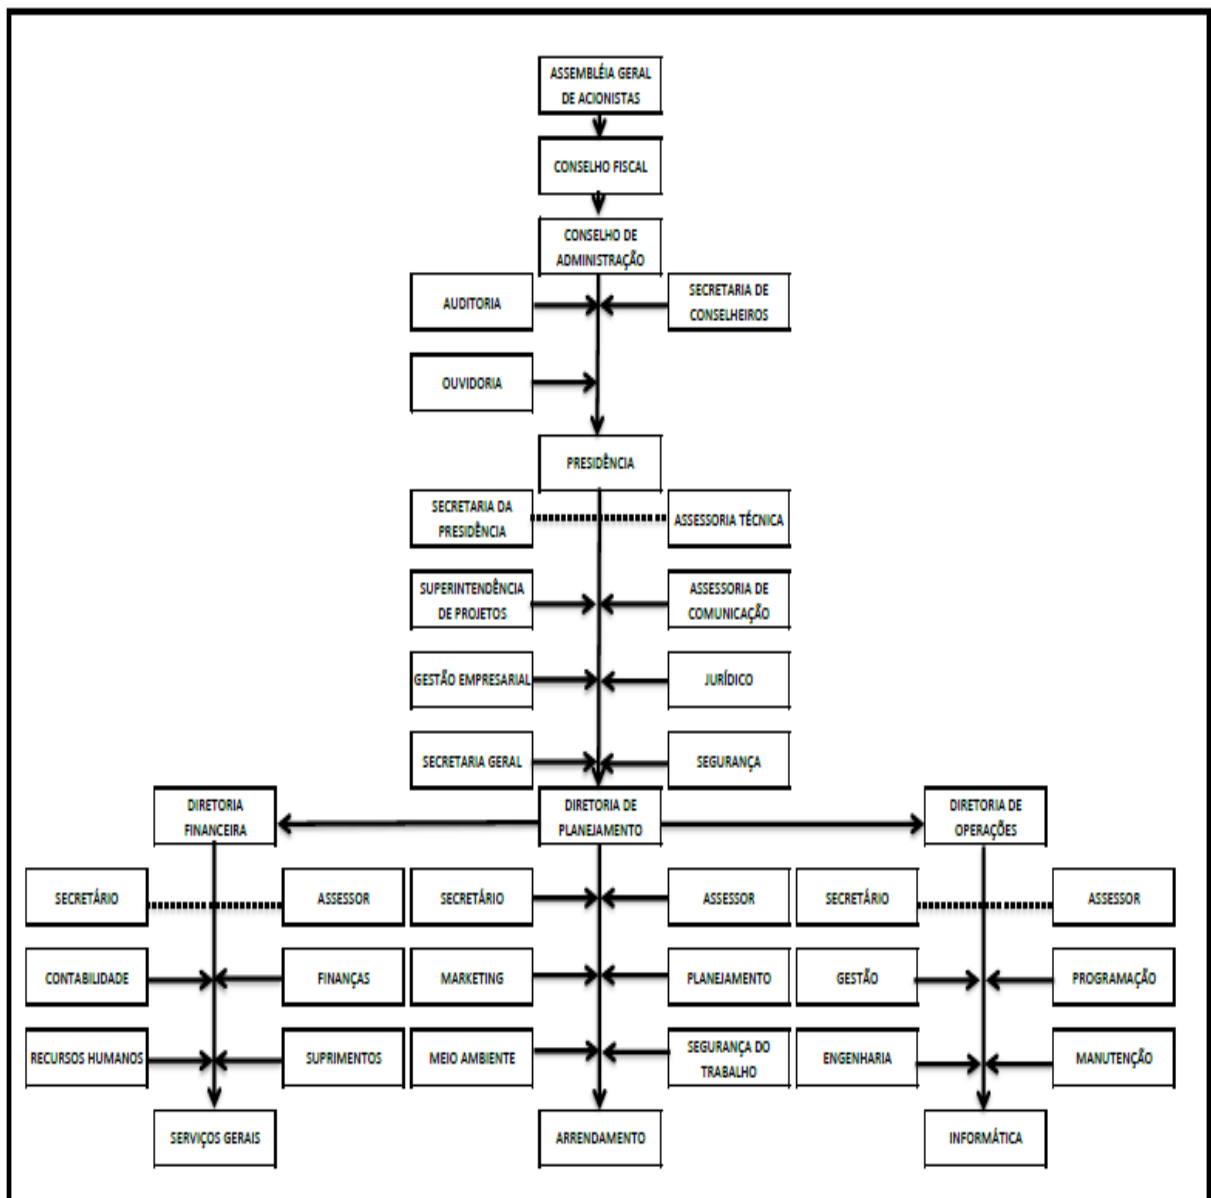 ASSEMBLÉIA GERAL
DE ACIONISTAS
CONSELHO FISCAL
CONSELHO DE
ADMINISTRAÇÃO
AUDITORIA
SECRETARIA DE
CONSELHEIROS
OUVIDORIA
PRESIDÊNCIA
SECRETARIA DA
PRESIDÊNCIA
ASSESSORIA TÉCNICA
SUPERINTENDÊNCIA
DE PROJETOS
ASSESSORIA DE
COMUNICAÇÃO
GESTÃO EMPRESARIAL
JURÍDICO
SECRETARIA GERAL
SEGURANÇA
DIRETORIA
FINANCEIRA
DIRETORIA DE
PLANEJAMENTO
DIRETORIA DE
OPERAÇÕES
SECRETÁRIO
ASSESSOR
SECRETÁRIO
ASSESSOR
SECRETÁRIO
ASSESSOR
CONTABILIDADE
FINANÇAS
MARKETING
PLANEJAMENTO
GESTÃO
PROGRAMAÇÃO
RECURSOS HUMANOS
SUPRIMENTOS
MEIO AMBIENTE
SEGURANÇA DO
TRABALHO
ENGENHARIA
MANUTENÇÃO
SERVIÇOS GERAIS
ARRENDAMENTO
INFORMÁTICA